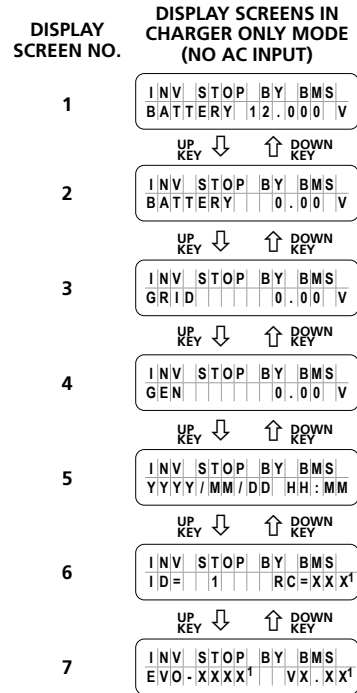 DISPLAY
SCREEN NO.
DISPLAY SCREENS IN
CHARGER ONLY MODE
(NO AC INPUT)
1
INV STOP BY BMS
BATTERY 12.000 V
UP KEY DOWN KEY
2
INV STOP BY BMS
BATTERY 0.00 V
UP KEY DOWN KEY
3
INV STOP BY BMS
GRID 0.00 V
UP KEY DOWN KEY
4
INV STOP BY BMS
GEN 0.00 V
UP KEY DOWN KEY
5
INV STOP BY BMS
YYYY/MM/DD HH:MM
UP KEY DOWN KEY
6
INV STOP BY BMS
ID= 1 RC=XXX¹
UP KEY DOWN KEY
7
INV STOP BY BMS
EVO-XXXX¹ VX.XX¹